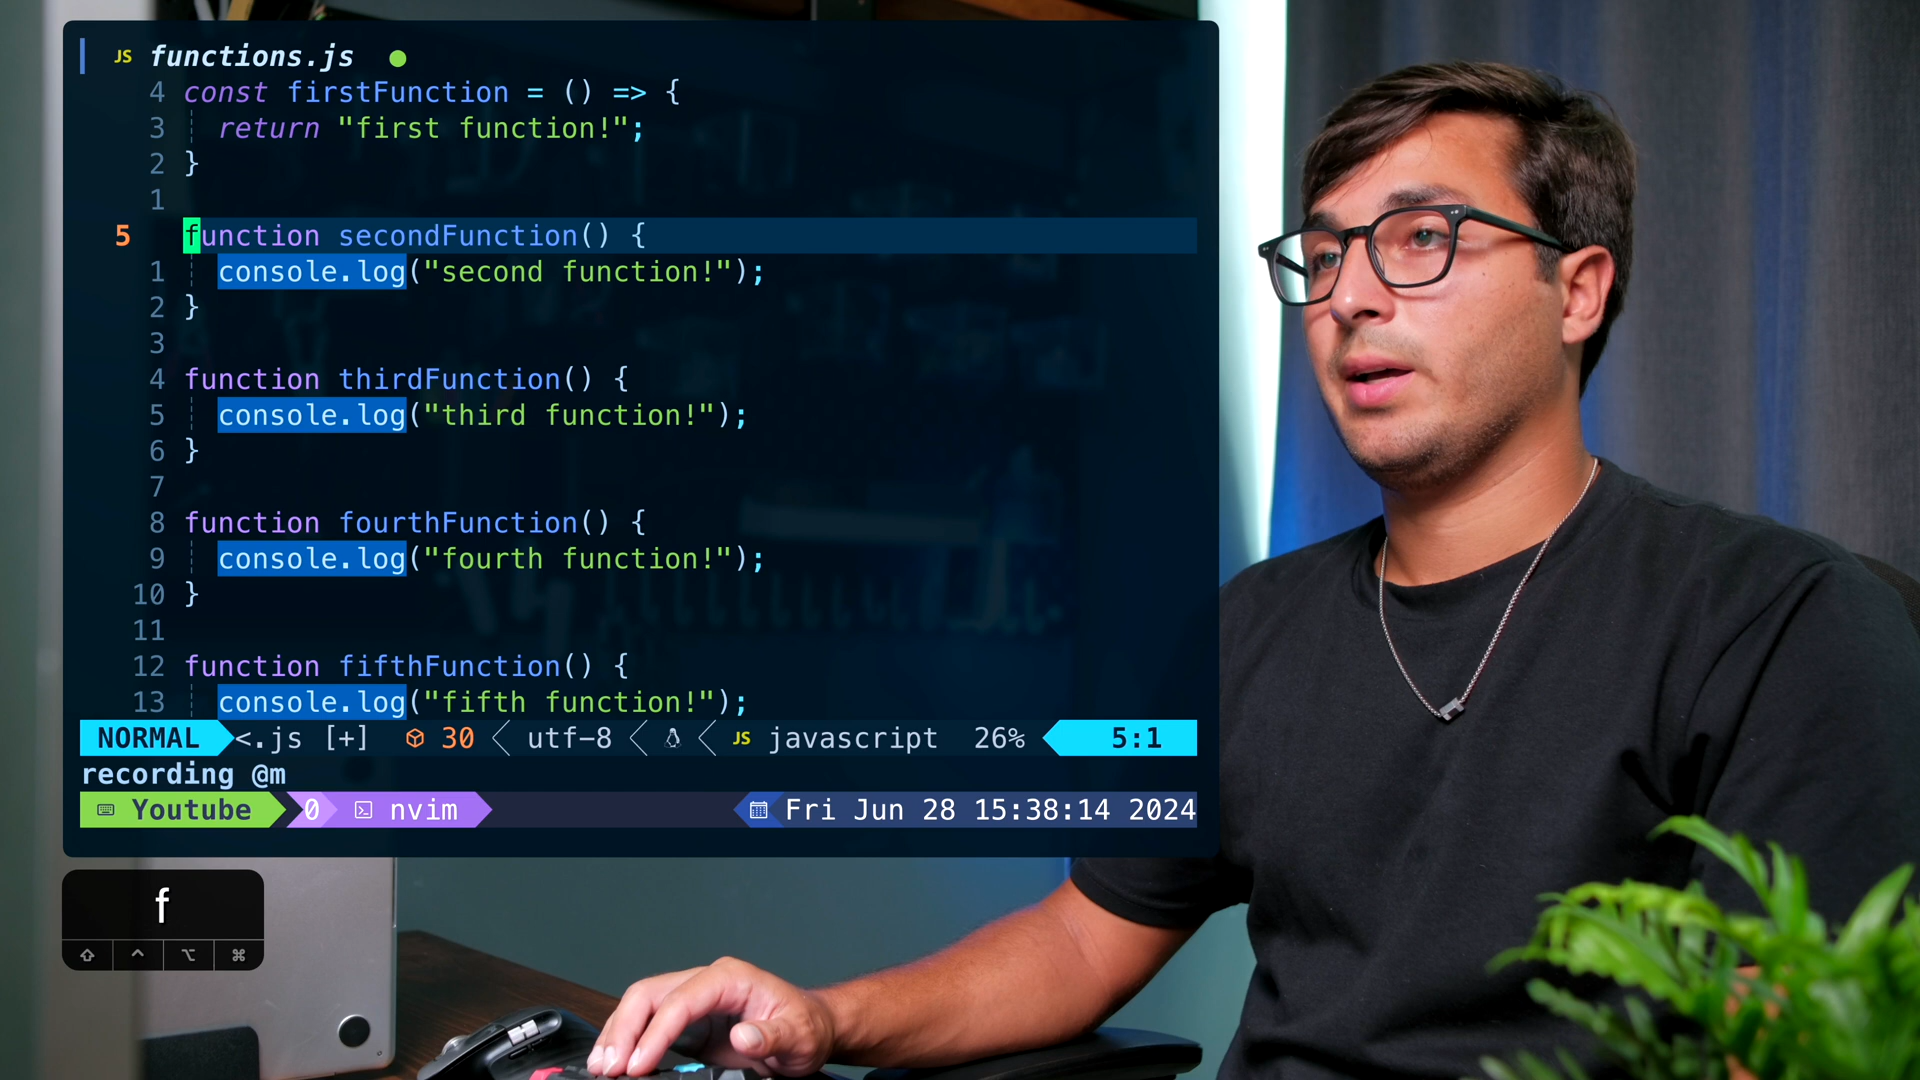 JS functions.js
4 const firstFunction = () => {
3 return "first function!";
2 }
1
5 function secondFunction() {
1 console.log("second function!");
2 }
3
4 function thirdFunction() {
5 console.log("third function!");
6 }
7
8 function fourthFunction() {
9 console.log("fourth function!");
10 }
11
12 function fifthFunction() {
13 console.log("fifth function!");
NORMAL <.js [+] 30 utf-8 JS javascript 26% 5:1
recording @m
Youtube 0 nvim Fri Jun 28 15:38:14 2024
f